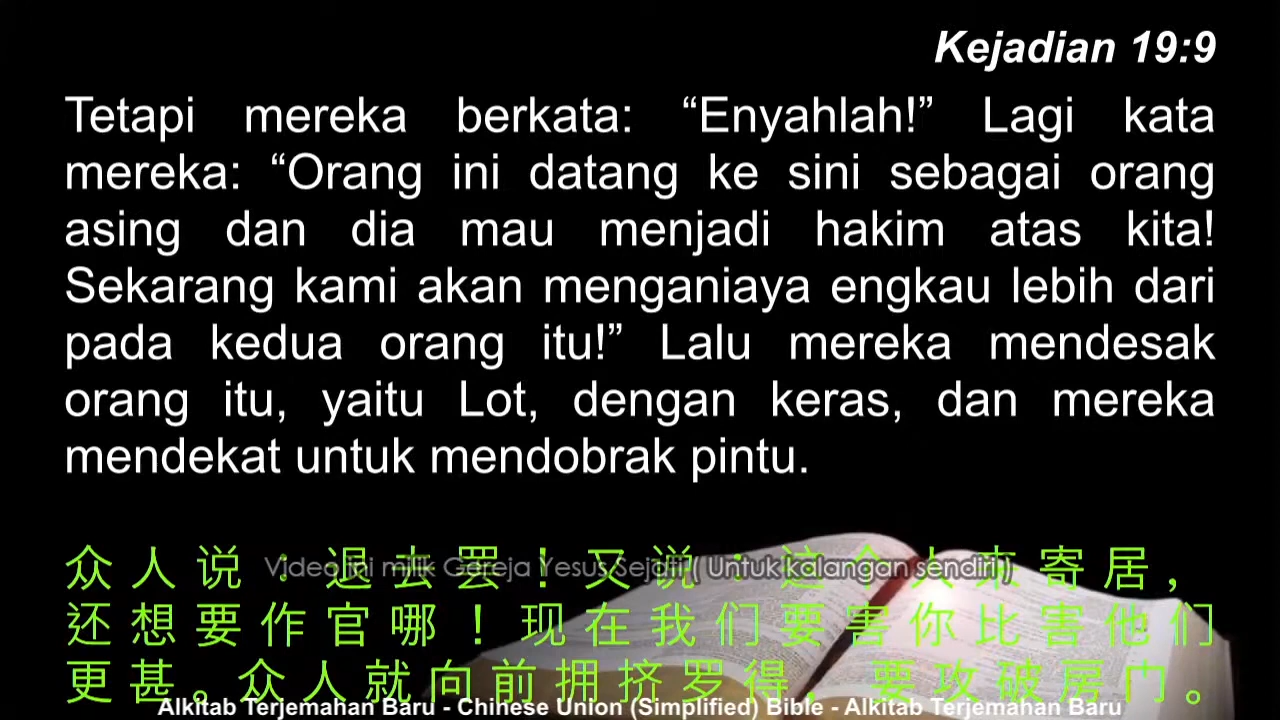 Kejadian 19:9
Tetapi mereka berkata: “Enyahlah!” Lagi kata
mereka: “Orang ini datang ke sini sebagai orang
asing dan dia mau menjadi hakim atas kita!
Sekarang kami akan menganiaya engkau lebih dari
pada kedua orang itu!” Lalu mereka mendesak
orang itu, yaitu Lot, dengan keras, dan mereka
mendekat untuk mendobrak pintu.
众人说：退去罢！又说：这个人来寄居，
Video ini milik Gereja Yesus Sejati ( Untuk kalangan sendiri )
还想要作官哪！现在我们要害你比害他们
更甚。众人就向前拥挤罗得，要攻破房门。
Alkitab Terjemahan Baru - Chinese Union (Simplified) Bible - Alkitab Terjemahan Baru